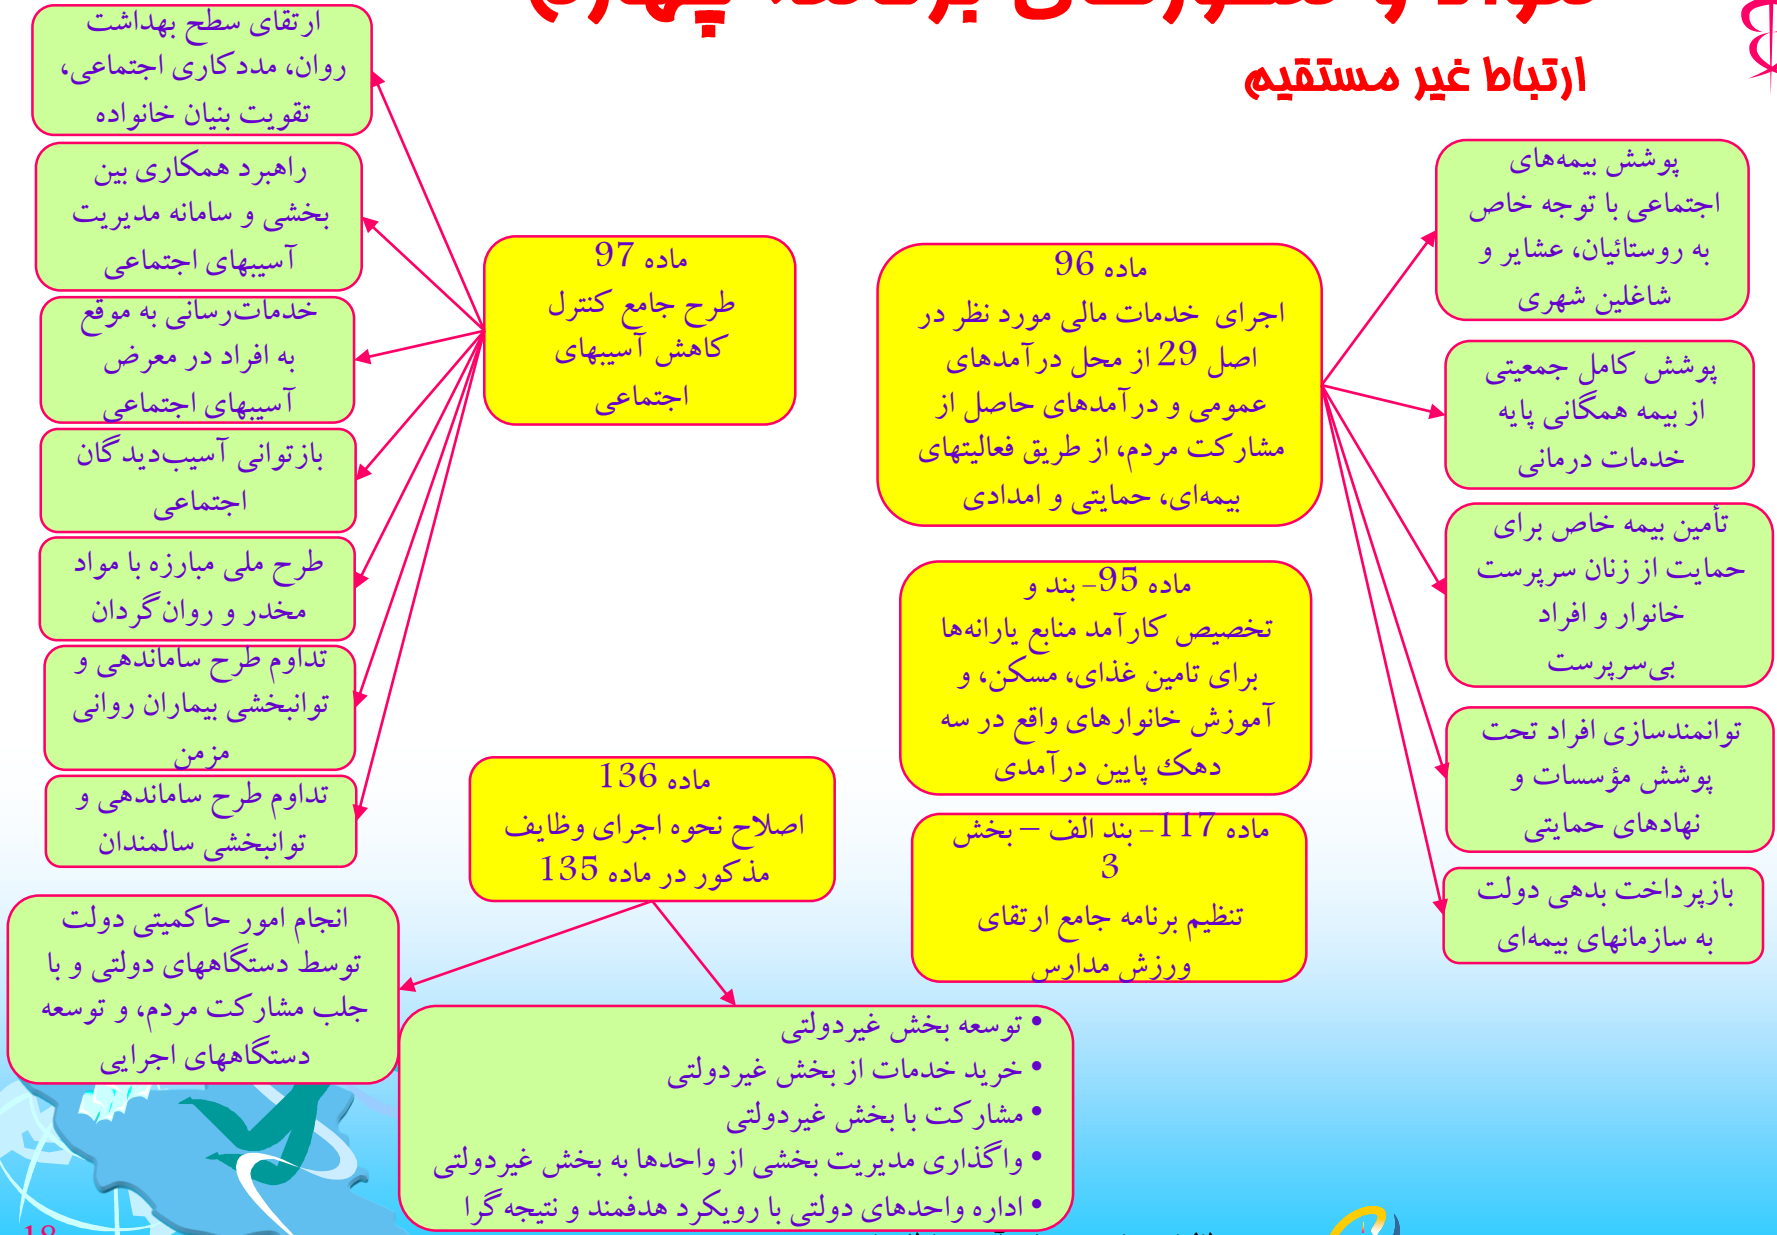 ارتباط غیر مستقیم
ماده 96
اجرای خدمات مالی مورد نظر در
اصل 29 از محل درآمدهای
عمومی و درآمدهای حاصل از
مشارکت مردم، از طریق فعالیتهای
بیمه‌ای، حمایتی و امدادی
پوشش بیمه‌های
اجتماعی با توجه خاص
به روستائیان، عشایر و
شاغلین شهری
پوشش کامل جمعیتی
از بیمه همگانی پایه
خدمات درمانی
تأمین بیمه خاص برای
حمایت از زنان سرپرست
خانوار و افراد
بی‌سرپرست
توانمندسازی افراد تحت
پوشش مؤسسات و
نهادهای حمایتی
بازپرداخت بدهی دولت
به سازمانهای بیمه‌ای
ماده 95- بند و
تخصیص کارآمد منابع یارانه‌ها
برای تامین غذای، مسکن، و
آموزش خانوارهای واقع در سه
دهک پایین درآمدی
ماده 117- بند الف – بخش
3
تنظیم برنامه جامع ارتقای
ورزش مدارس
ماده 97
طرح جامع کنترل
کاهش آسیبهای
اجتماعی
ارتقای سطح بهداشت
روان، مددکاری اجتماعی،
تقویت بنیان خانواده
راهبرد همکاری بین
بخشی و سامانه مدیریت
آسیبهای اجتماعی
خدمات‌رسانی به موقع
به افراد در معرض
آسیبهای اجتماعی
بازتوانی آسیب‌دیدگان
اجتماعی
طرح ملی مبارزه با مواد
مخدر و روان‌گردان
تداوم طرح ساماندهی و
توانبخشی بیماران روانی
مزمن
تداوم طرح ساماندهی و
توانبخشی سالمندان
ماده 136
اصلاح نحوه اجرای وظایف
مذکور در ماده 135
انجام امور حاکمیتی دولت
توسط دستگاههای دولتی و با
جلب مشارکت مردم، و توسعه
دستگاههای اجرایی
• توسعه بخش غیردولتی
• خرید خدمات از بخش غیردولتی
• مشارکت با بخش غیردولتی
• واگذاری مدیریت بخشی از واحدها به بخش غیردولتی
• اداره واحدهای دولتی با رویکرد هدفمند و نتیجه‌گرا
18